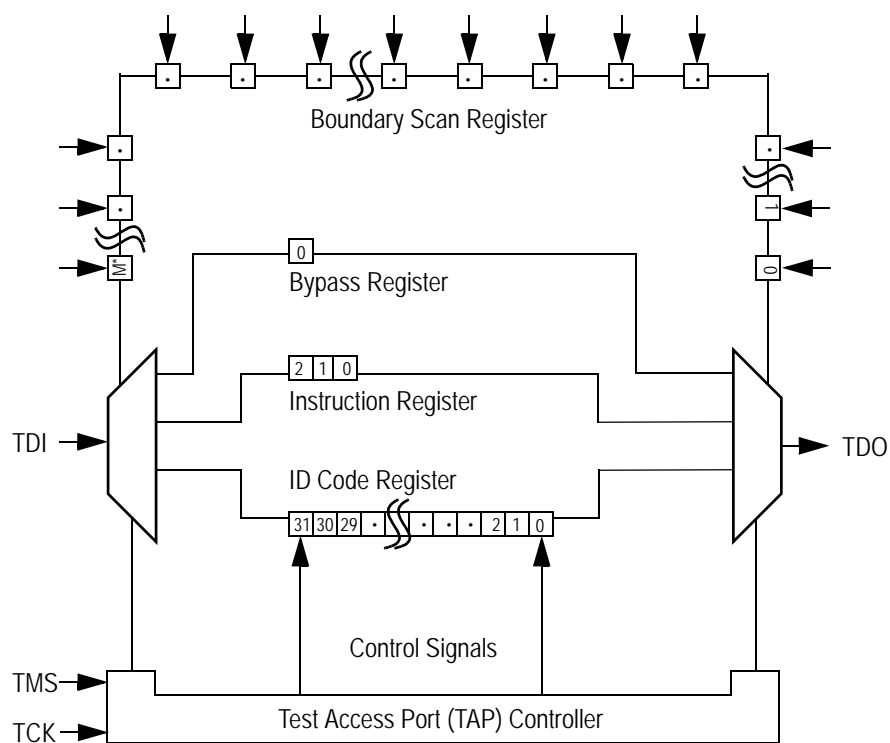 Boundary Scan Register
1
M*
0
0
Bypass Register
2 1 0
Instruction Register
TDI
TDO
ID Code Register
31 30 29 . . . . . 2 1 0
Control Signals
TMS
Test Access Port (TAP) Controller
TCK